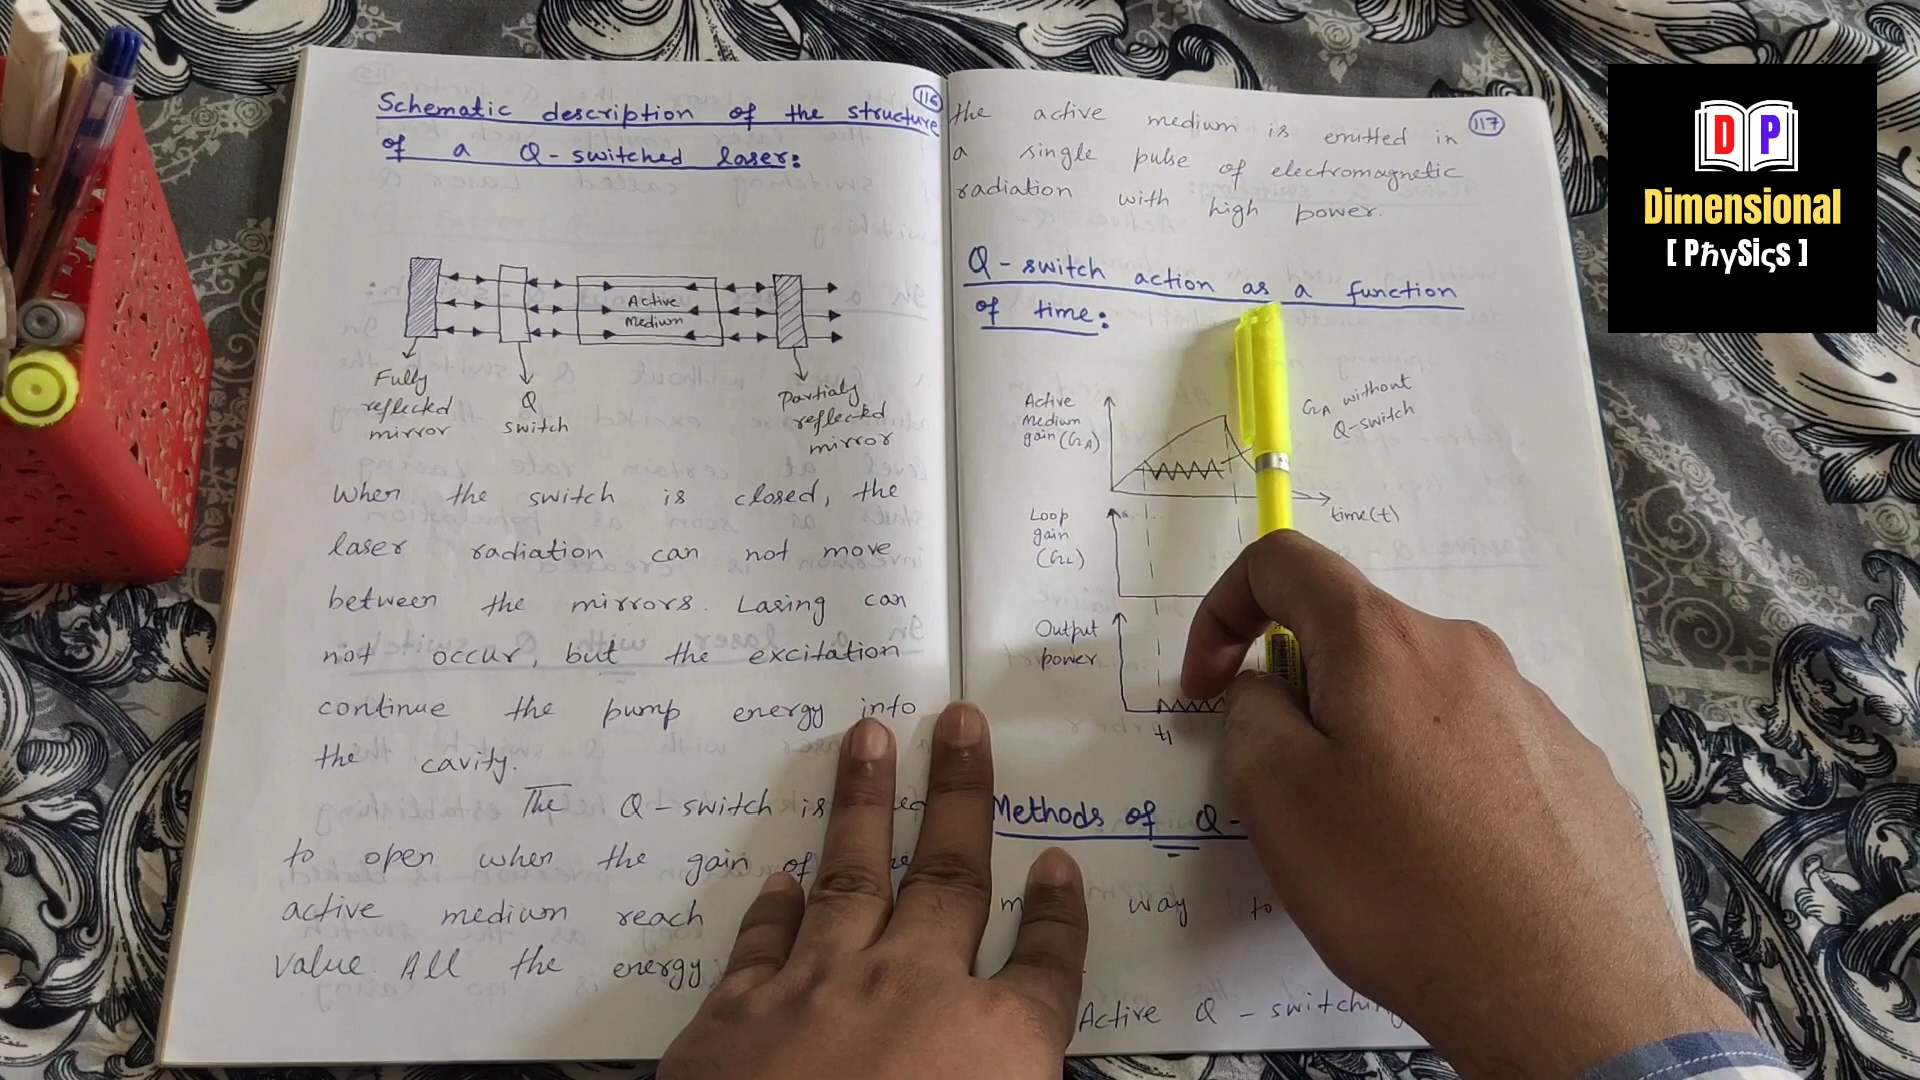 116
Schematic description of the structure
of a Q-switched laser:
Active
Medium
Fully
reflected
mirror
Q
switch
Partialy
reflected
mirror
When the switch is closed, the
laser radiation can not move
between the mirrors. Lasing can
not occur, but the excitation
continue the pump energy into
the cavity.
The Q-switch is
to open when the gain of
active medium reach
value. All the energy
117
the active medium is emitted in
a single pulse of electromagnetic
radiation with high power.
Q-switch action as a function
of time:
Active
Medium
gain (GA)
GA without
Q-switch
time(t)
Loop
gain
(GL)
Output
power
t1
Methods of Q-
way to
Active Q-switching
DP
Dimensional
[ PℏγSiςs ]